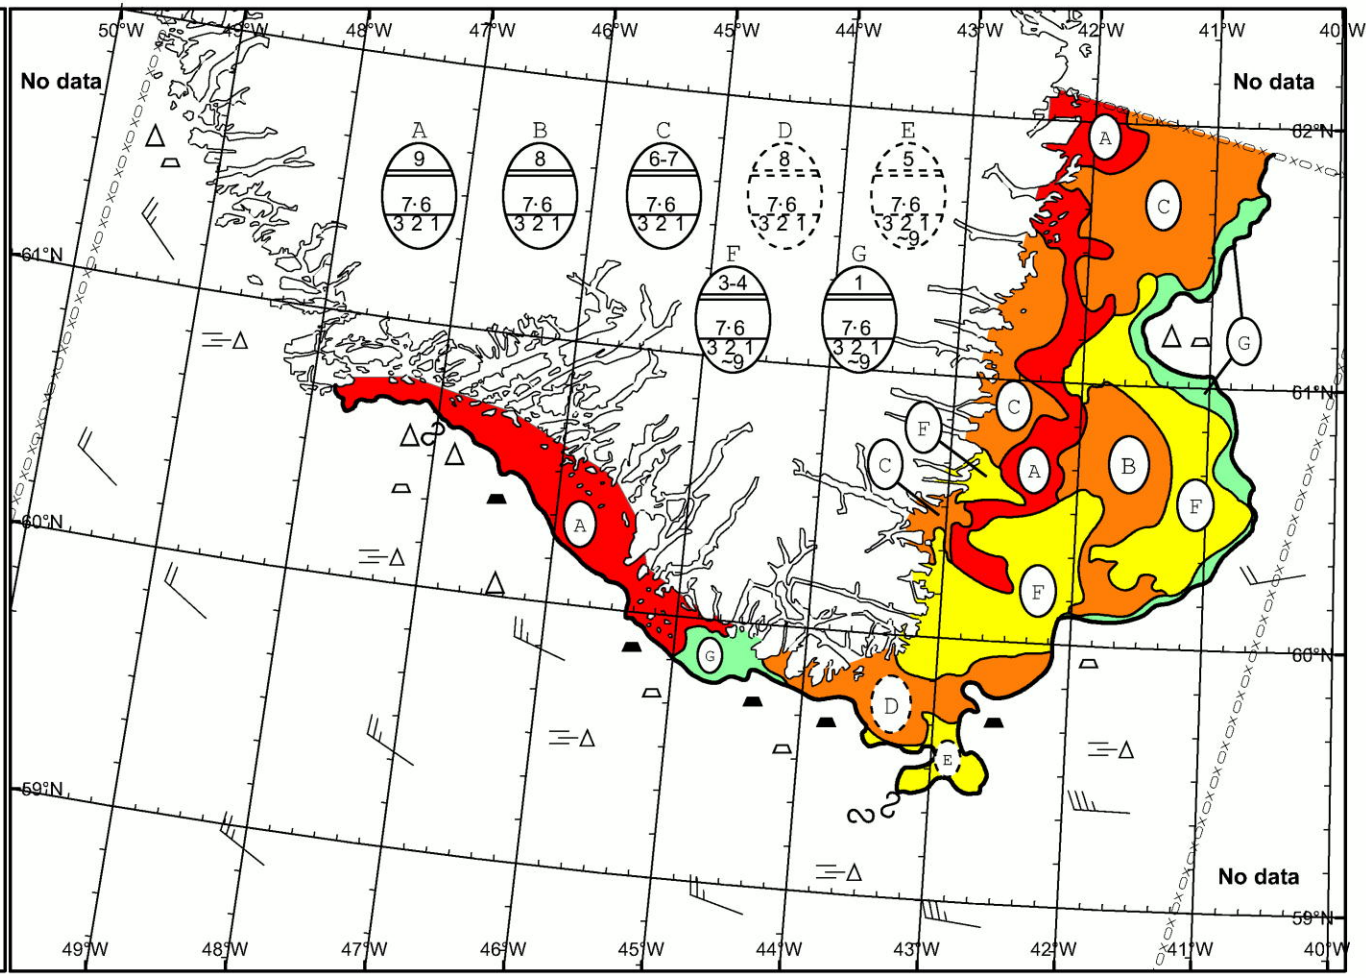 50°W 49°W 48°W 47°W 46°W 45°W 44°W 43°W 42°W 41°W 40°W
No data No data
62°N
A B C D E
9 8 6-7 8 5
7·6 7·6 7·6 7·6 7·6
3 2 1 3 2 1 3 2 1 3 2 1 3 2 1
~9
A
C
61°N
F G
3-4 1
7·6 7·6
3 2 1 3 2 1
~9 ~9
G
61°N
C
F
C A B
F
60°N
A
F
G
60°N
D
E
59°N
No data
59°N
49°W 48°W 47°W 46°W 45°W 44°W 43°W 42°W 41°W 40°W